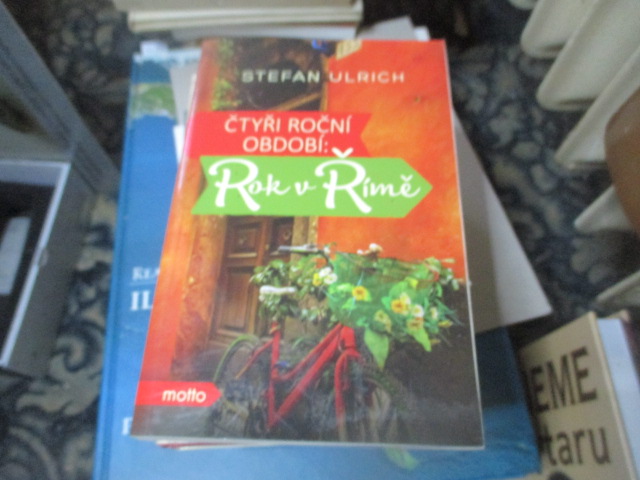 STEFAN ULRICH
ČTYŘI ROČNÍ
OBDOBÍ:
Rok v Římě
motto
EME
taru